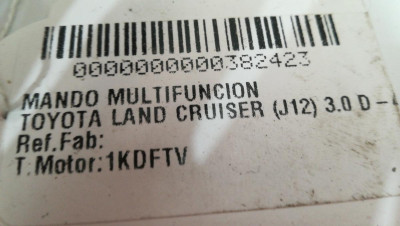 0000000000382423
MANDO MULTIFUNCION
TOYOTA LAND CRUISER (J12) 3.0 D -
Ref.Fab:
T.Motor:1KDFTV